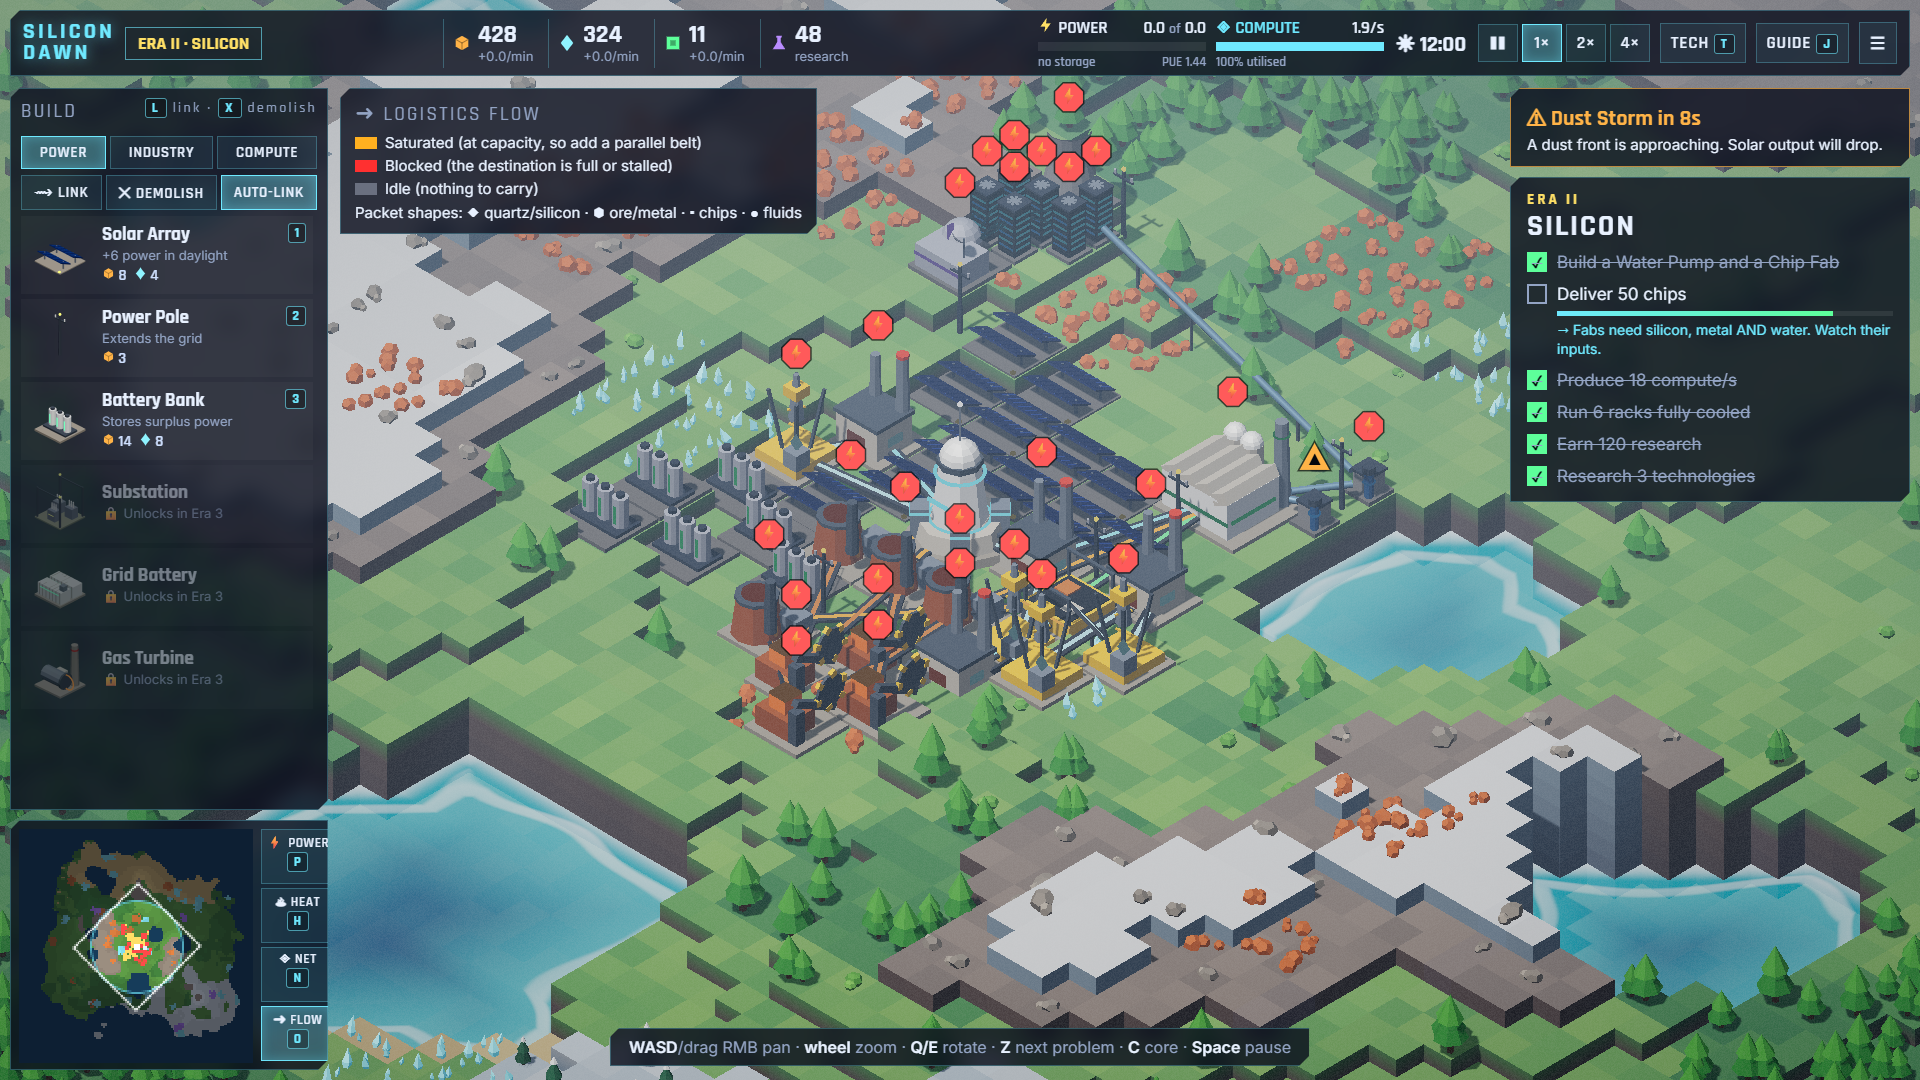 SILICON
DAWN
ERA II · SILICON
428
+0.0/min
324
+0.0/min
11
+0.0/min
48
research
POWER 0.0 of 0.0
no storage PUE 1.44
COMPUTE 1.9/s
100% utilised
12:00
1×
2×
4×
TECH T
GUIDE J
BUILD L link · X demolish
POWER INDUSTRY COMPUTE
LINK DEMOLISH AUTO-LINK
Solar Array 1
+6 power in daylight
8 4
Power Pole 2
Extends the grid
3
Battery Bank 3
Stores surplus power
14 8
Substation
Unlocks in Era 3
Grid Battery
Unlocks in Era 3
Gas Turbine
Unlocks in Era 3
→ LOGISTICS FLOW
Saturated (at capacity, so add a parallel belt)
Blocked (the destination is full or stalled)
Idle (nothing to carry)
Packet shapes: ◆ quartz/silicon · ⬢ ore/metal · ▪ chips · ● fluids
⚠ Dust Storm in 8s
A dust front is approaching. Solar output will drop.
ERA II
SILICON
Build a Water Pump and a Chip Fab
Deliver 50 chips
→ Fabs need silicon, metal AND water. Watch their
inputs.
Produce 18 compute/s
Run 6 racks fully cooled
Earn 120 research
Research 3 technologies
POWER
P
HEAT
H
NET
N
FLOW
O
WASD/drag RMB pan · wheel zoom · Q/E rotate · Z next problem · C core · Space pause